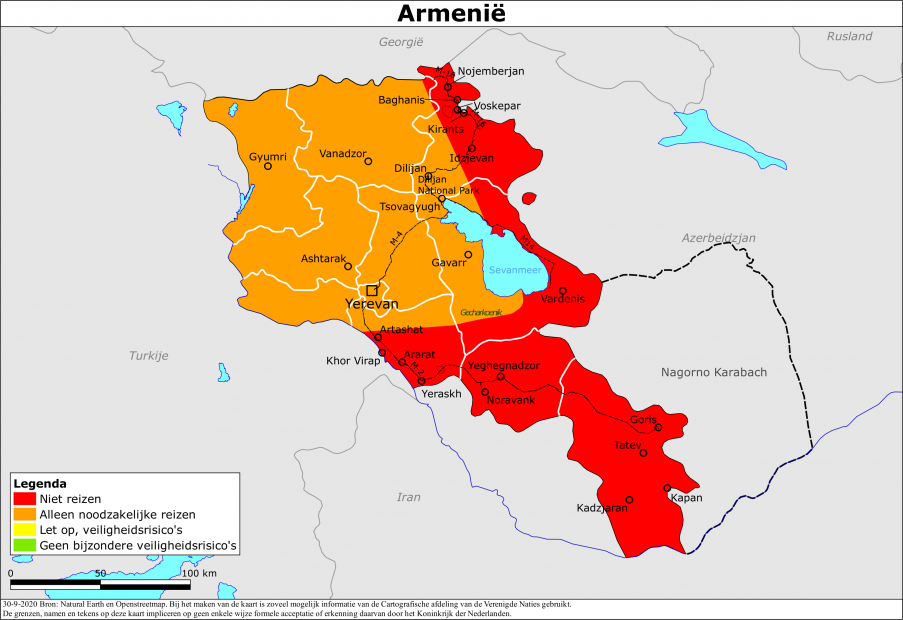 Armenië
Georgië
Rusland
M-16
Nojemberjan
Baghanis
Voskepar
Kirants
Idzjevan
Gyumri
Vanadzor
Dilijan
Dilijan
National Park
Tsovagyugh
M-4
Azerbeidzjan
M14
Ashtarak
Gavarr
Sevanmeer
Vardenis
Yerevan
Gecharkoenik
Artashat
Turkije
Khor Virap
Ararat
M-2
Yeghegnadzor
Nagorno Karabach
Yeraskh
Noravank
Goris
Tatev
Iran
Kapan
Kadzjaran
Legenda
Niet reizen
Alleen noodzakelijke reizen
Let op, veiligheidsrisico's
Geen bijzondere veiligheidsrisico's
0 50 100 km
30-9-2020 Bron: Natural Earth en Openstreetmap. Bij het maken van de kaart is zoveel mogelijk informatie van de Cartografische afdeling van de Verenigde Naties gebruikt.
De grenzen, namen en tekens op deze kaart impliceren op geen enkele wijze formele acceptatie of erkenning daarvan door het Koninkrijk der Nederlanden.